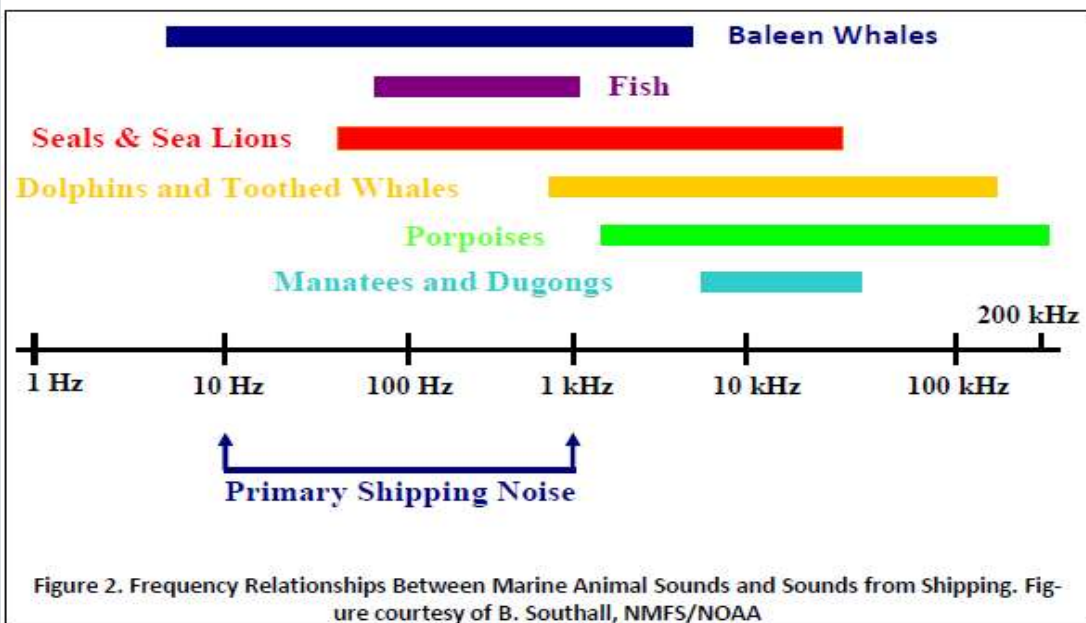 Baleen Whales
Fish
Seals & Sea Lions
Dolphins and Toothed Whales
Porpoises
Manatees and Dugongs
200 kHz
1 Hz 10 Hz 100 Hz 1 kHz 10 kHz 100 kHz
Primary Shipping Noise
Figure 2. Frequency Relationships Between Marine Animal Sounds and Sounds from Shipping. Fig-
ure courtesy of B. Southall, NMFS/NOAA